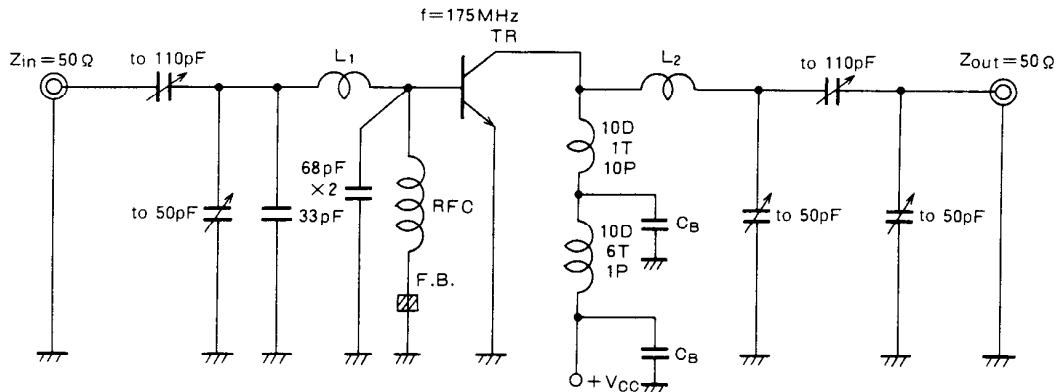 f=175MHz
TR
Zin=50Ω
to 110pF
L1
L2
to 110pF
Zout=50Ω
10D
1T
10P
68pF
×2
to 50pF
33pF
RFC
CB
10D
6T
1P
to 50pF
to 50pF
F.B.
CB
+VCC